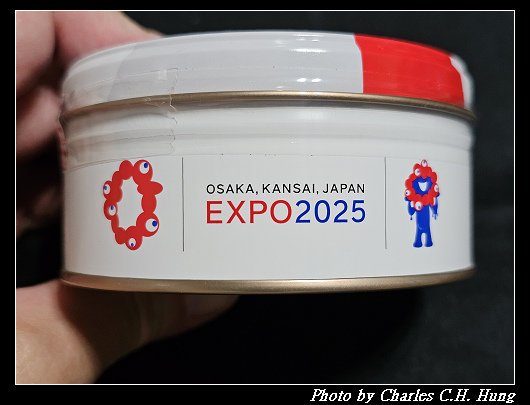 OSAKA, KANSAI, JAPAN
EXPO2025
Photo by Charles C.H. Hung